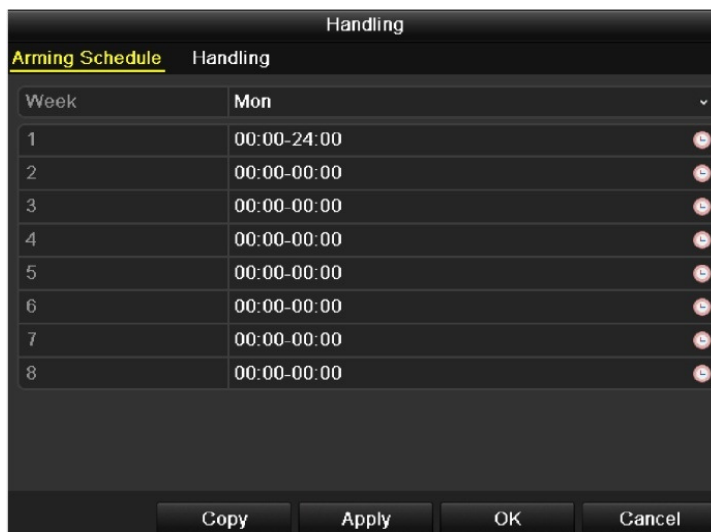 Handling
Arming Schedule Handling
Week Mon
1 00:00-24:00
2 00:00-00:00
3 00:00-00:00
4 00:00-00:00
5 00:00-00:00
6 00:00-00:00
7 00:00-00:00
8 00:00-00:00
Copy Apply OK Cancel